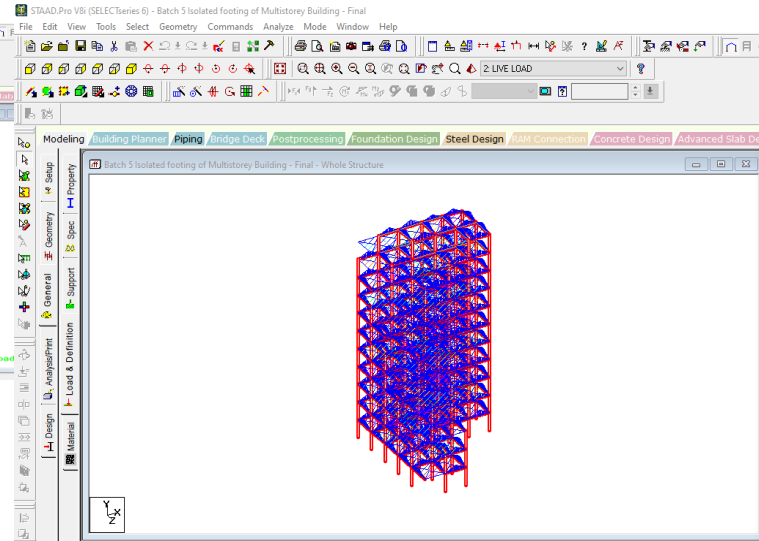 STAAD.Pro V8i (SELECTseries 6) - Batch 5 Isolated footing of Multistorey Building - Final
File Edit View Tools Select Geometry Commands Analyze Mode Window Help
2: LIVE LOAD
Modeling Building Planner Piping Bridge Deck Postprocessing Foundation Design Steel Design RAM Connection Concrete Design Advanced Slab De
Batch 5 Isolated footing of Multistorey Building - Final - Whole Structure
Setup
Geometry
General
Analysis/Print
Design
Property
Spec
Support
Load & Definition
Material
Y
X
Z